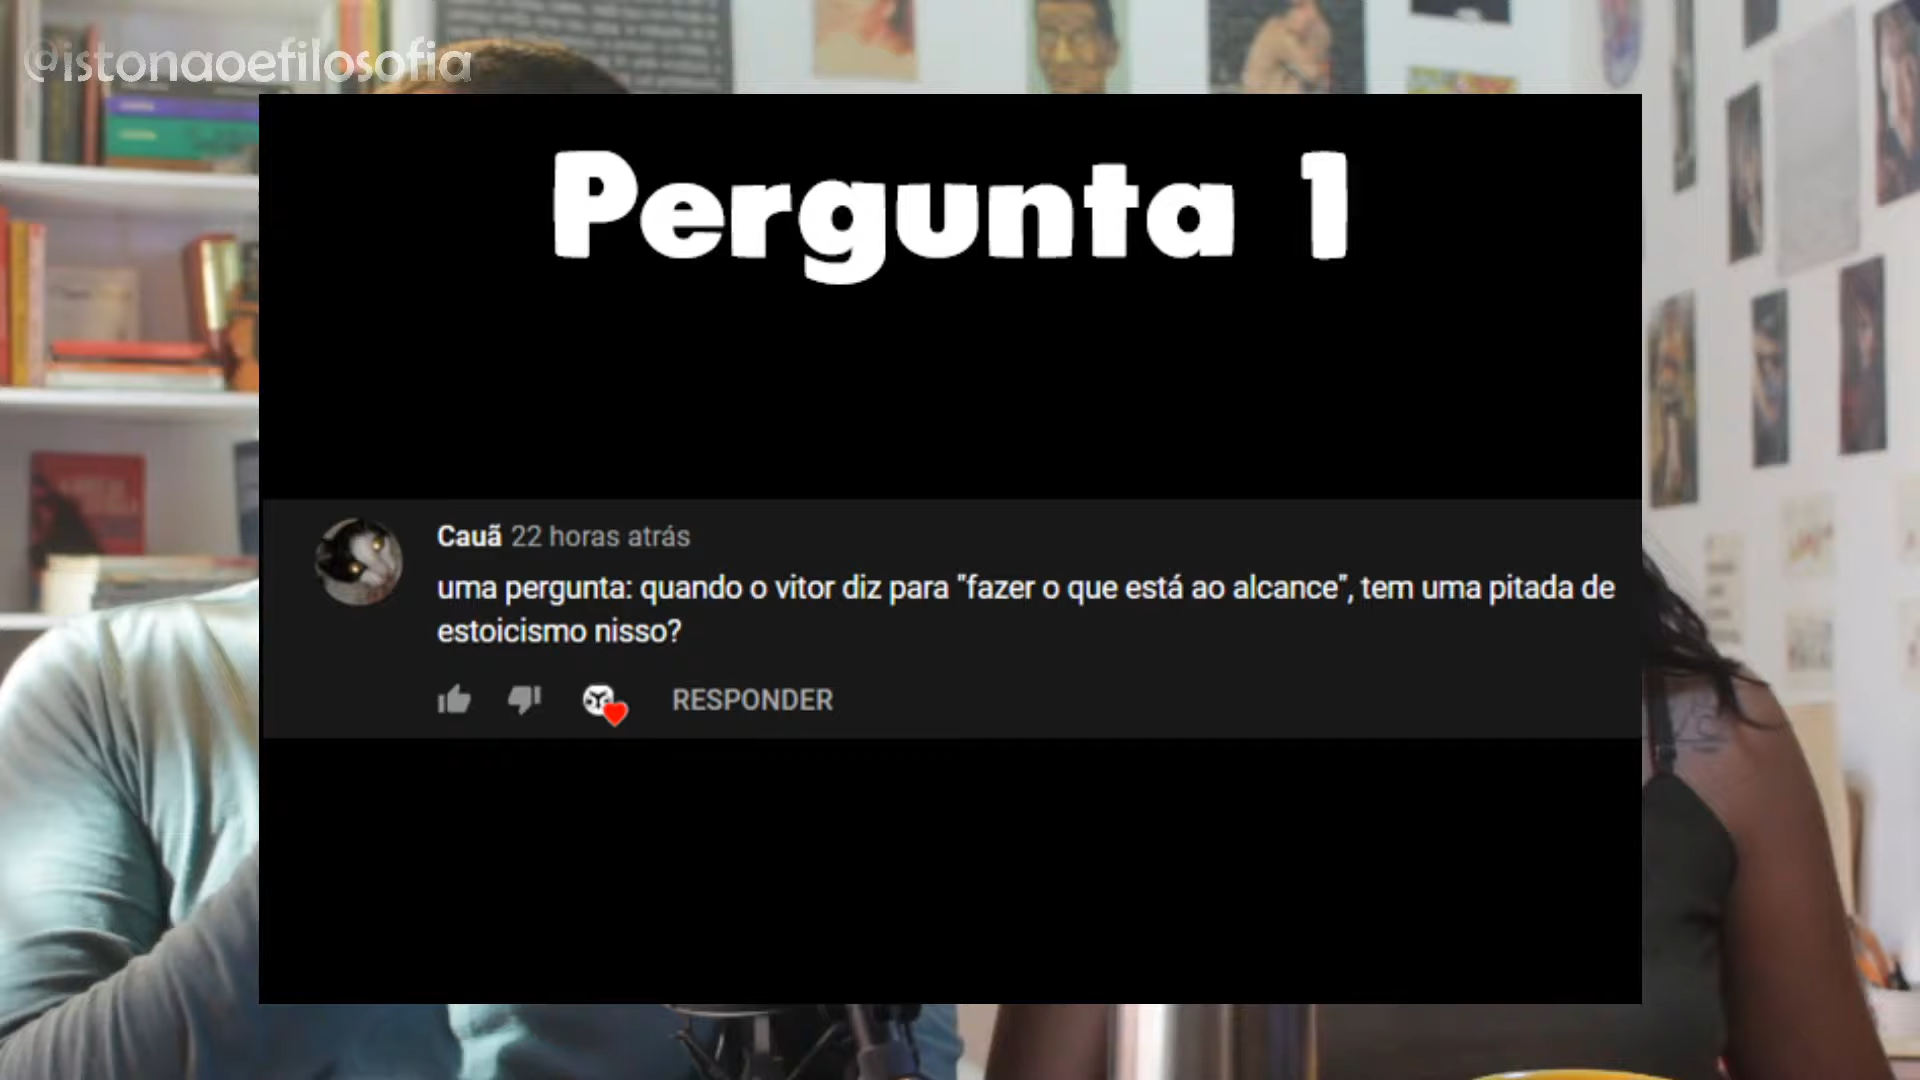 @istonaoefilosofia
Pergunta 1
Cauã 22 horas atrás
uma pergunta: quando o vitor diz para "fazer o que está ao alcance", tem uma pitada de
estoicismo nisso?
RESPONDER